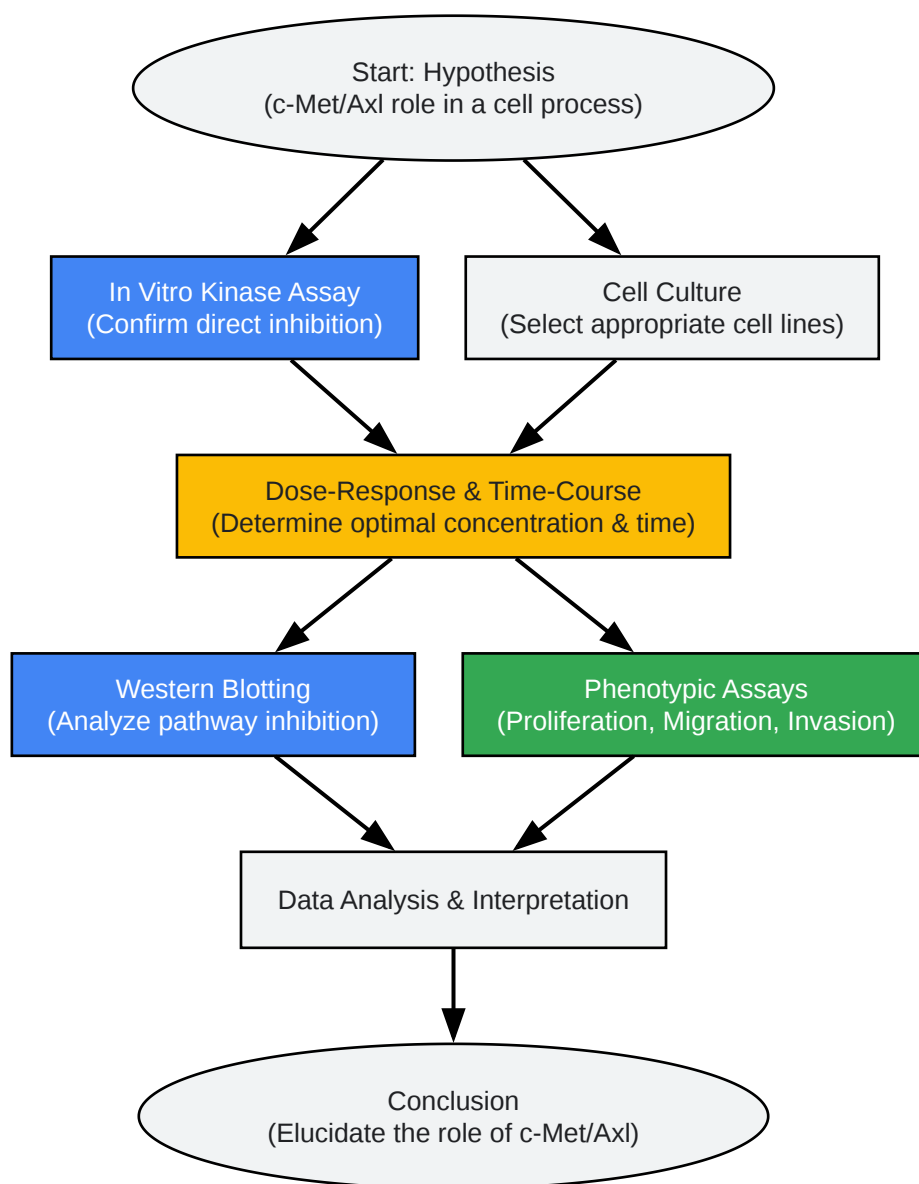 Start: Hypothesis
(c-Met/Axl role in a cell process)
In Vitro Kinase Assay
(Confirm direct inhibition)
Cell Culture
(Select appropriate cell lines)
Dose-Response & Time-Course
(Determine optimal concentration & time)
Western Blotting
(Analyze pathway inhibition)
Phenotypic Assays
(Proliferation, Migration, Invasion)
Data Analysis & Interpretation
Conclusion
(Elucidate the role of c-Met/Axl)